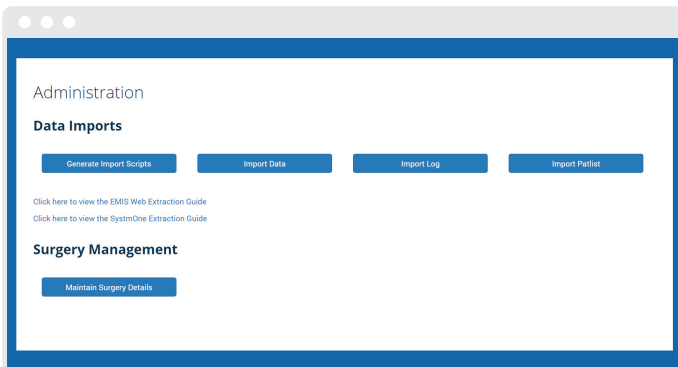 Administration
Data Imports
Generate Import Scripts Import Data Import Log Import Patlist
Click here to view the EMIS Web Extraction Guide
Click here to view the SystmOne Extraction Guide
Surgery Management
Maintain Surgery Details